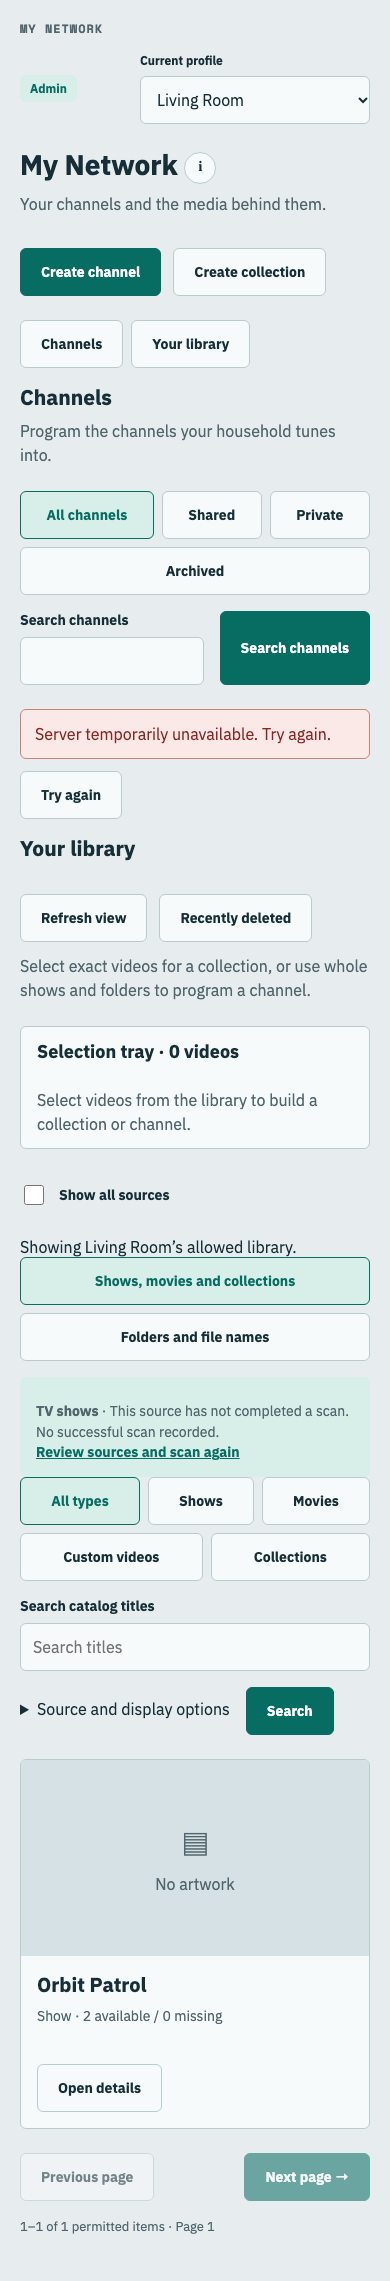 MY NETWORK
Current profile
Admin
Living Room
My Network i
Your channels and the media behind them.
Create channel
Create collection
Channels
Your library
Channels
Program the channels your household tunes
into.
All channels
Shared
Private
Archived
Search channels
Search channels
Server temporarily unavailable. Try again.
Try again
Your library
Refresh view
Recently deleted
Select exact videos for a collection, or use whole
shows and folders to program a channel.
Selection tray · 0 videos
Select videos from the library to build a
collection or channel.
Show all sources
Showing Living Room’s allowed library.
Shows, movies and collections
Folders and file names
TV shows · This source has not completed a scan.
No successful scan recorded.
Review sources and scan again
All types
Shows
Movies
Custom videos
Collections
Search catalog titles
Search titles
Source and display options
Search
No artwork
Orbit Patrol
Show · 2 available / 0 missing
Open details
Previous page
Next page →
1–1 of 1 permitted items · Page 1